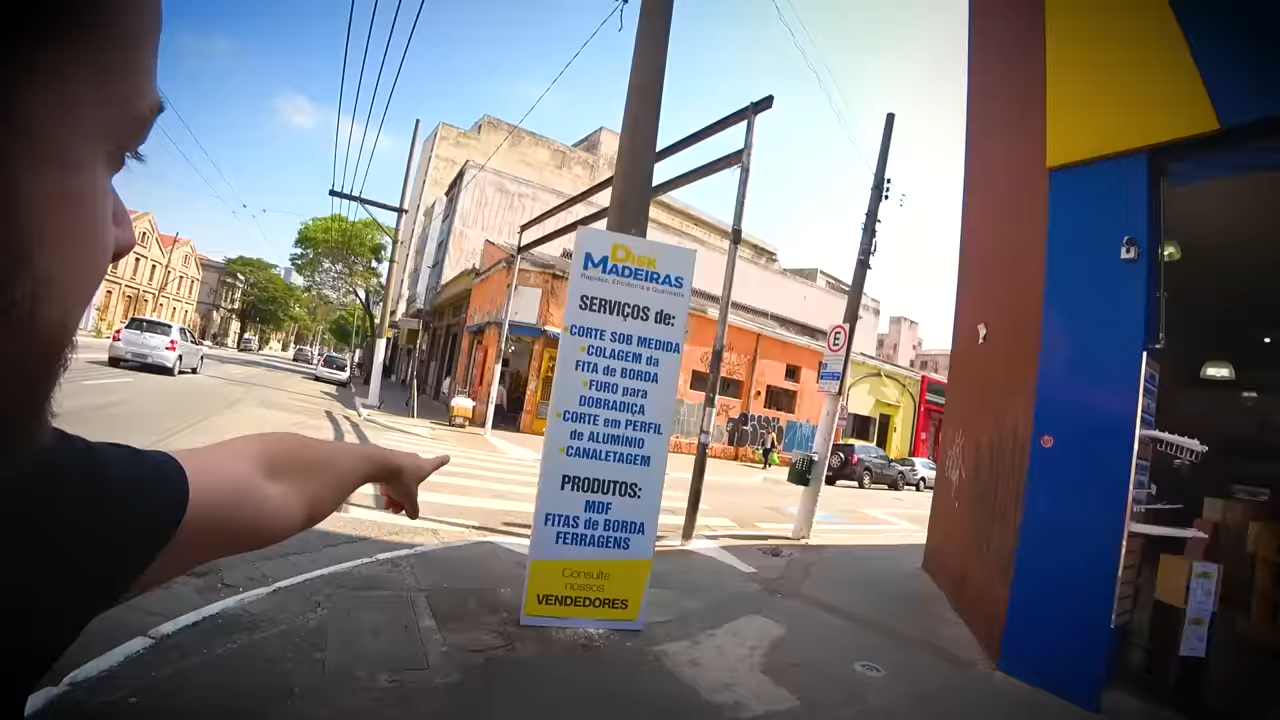 DISK
MADEIRAS
Rapidez, Eficiência e Qualidade
SERVIÇOS de:
•CORTE SOB MEDIDA
•COLAGEM da
FITA de BORDA
•FURO para
DOBRADIÇA
•CORTE em PERFIL
de ALUMÍNIO
•CANALETAGEM
PRODUTOS:
MDF
FITAS de BORDA
FERRAGENS
Consulte
nossos
VENDEDORES
E